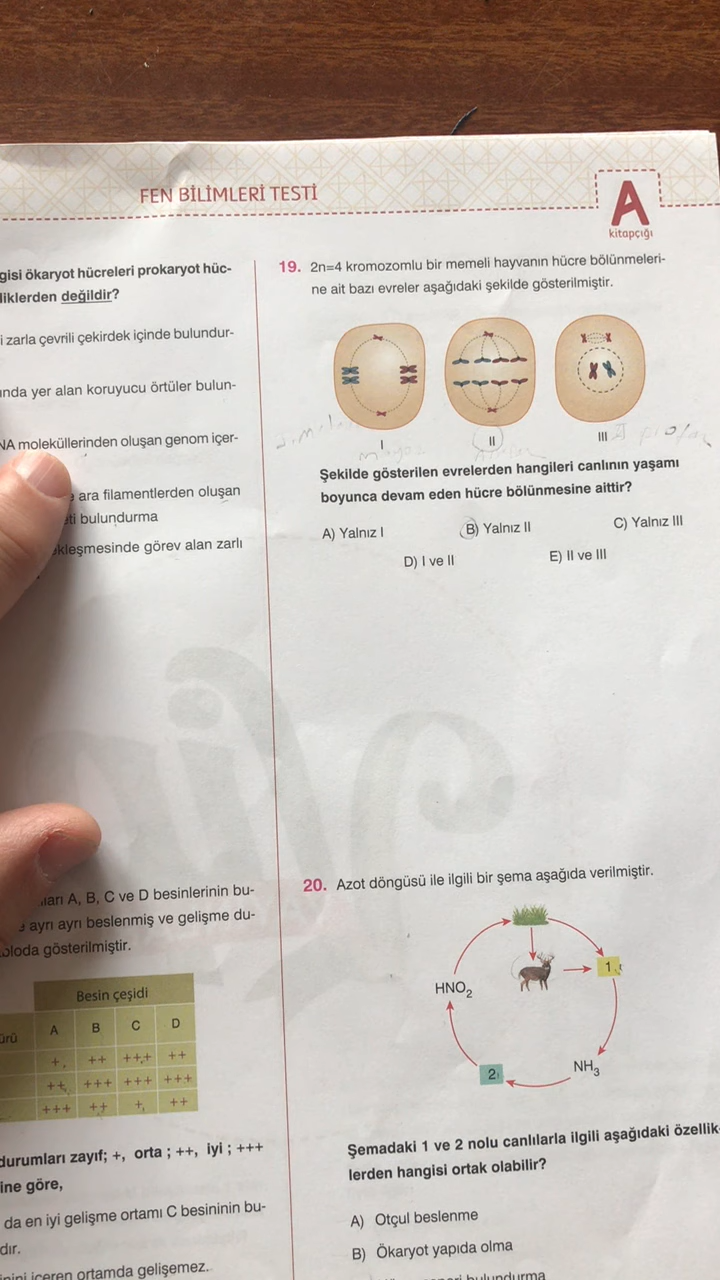 FEN BİLİMLERİ TESTİ
A
kitapçığı
gisi ökaryot hücreleri prokaryot hüc-
liklerden değildir?
i zarla çevrili çekirdek içinde bulundur-
nda yer alan koruyucu örtüler bulun-
NA moleküllerinden oluşan genom içer-
ara filamentlerden oluşan
eti bulundurma
ekleşmesinde görev alan zarlı
ları A, B, C ve D besinlerinin bu-
ayrı ayrı beslenmiş ve gelişme du-
bloda gösterilmiştir.
Besin çeşidi
ürü A B C D
+ ++ +++ ++
++ +++ +++ +++
+++ ++ + ++
durumları zayıf; +, orta ; ++, iyi ; +++
ine göre,
da en iyi gelişme ortamı C besininin bu-
dır.
inini içeren ortamda gelişemez.
19. 2n=4 kromozomlu bir memeli hayvanın hücre bölünmeleri-
ne ait bazı evreler aşağıdaki şekilde gösterilmiştir.
I II III
Şekilde gösterilen evrelerden hangileri canlının yaşamı
boyunca devam eden hücre bölünmesine aittir?
A) Yalnız I B) Yalnız II C) Yalnız III
D) I ve II E) II ve III
20. Azot döngüsü ile ilgili bir şema aşağıda verilmiştir.
1
HNO2
NH3
2
Şemadaki 1 ve 2 nolu canlılarla ilgili aşağıdaki özellik-
lerden hangisi ortak olabilir?
A) Otçul beslenme
B) Ökaryot yapıda olma
bulundurma